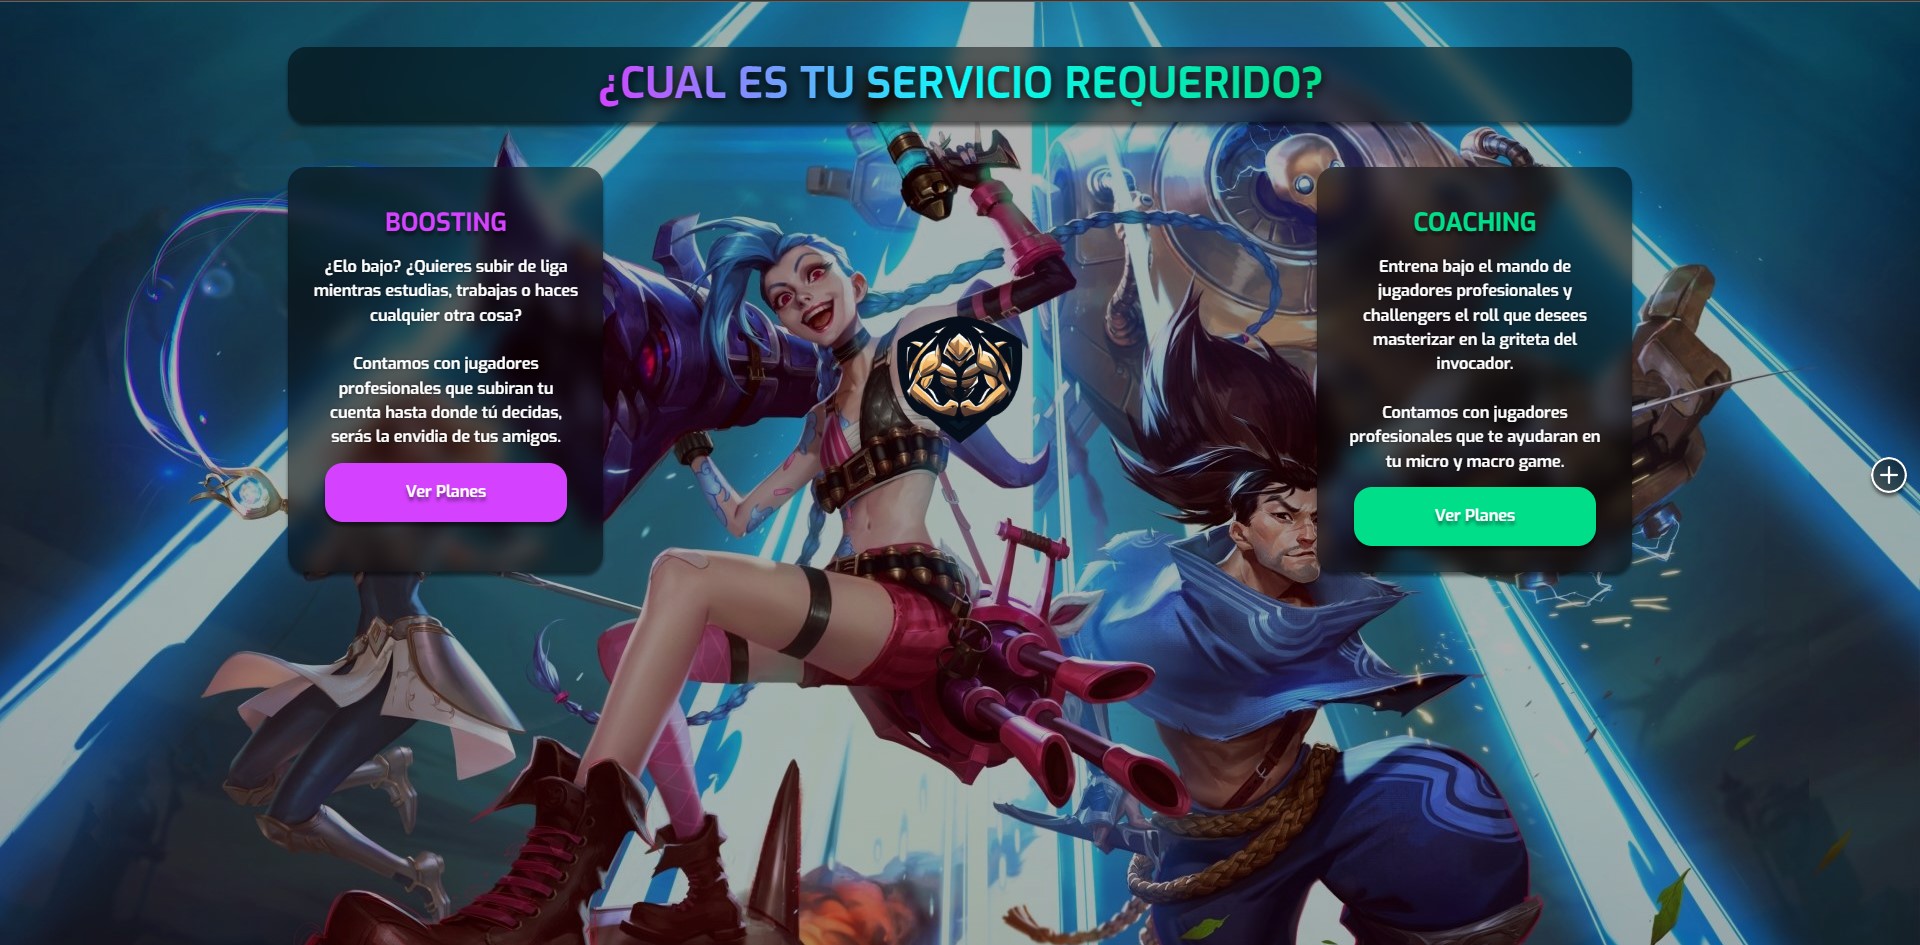 ¿CUAL ES TU SERVICIO REQUERIDO?
BOOSTING
¿Elo bajo? ¿Quieres subir de liga
mientras estudias, trabajas o haces
cualquier otra cosa?
Contamos con jugadores
profesionales que subiran tu
cuenta hasta donde tú decidas,
serás la envidia de tus amigos.
Ver Planes
COACHING
Entrena bajo el mando de
jugadores profesionales y
challengers el roll que desees
masterizar en la griteta del
invocador.
Contamos con jugadores
profesionales que te ayudaran en
tu micro y macro game.
Ver Planes